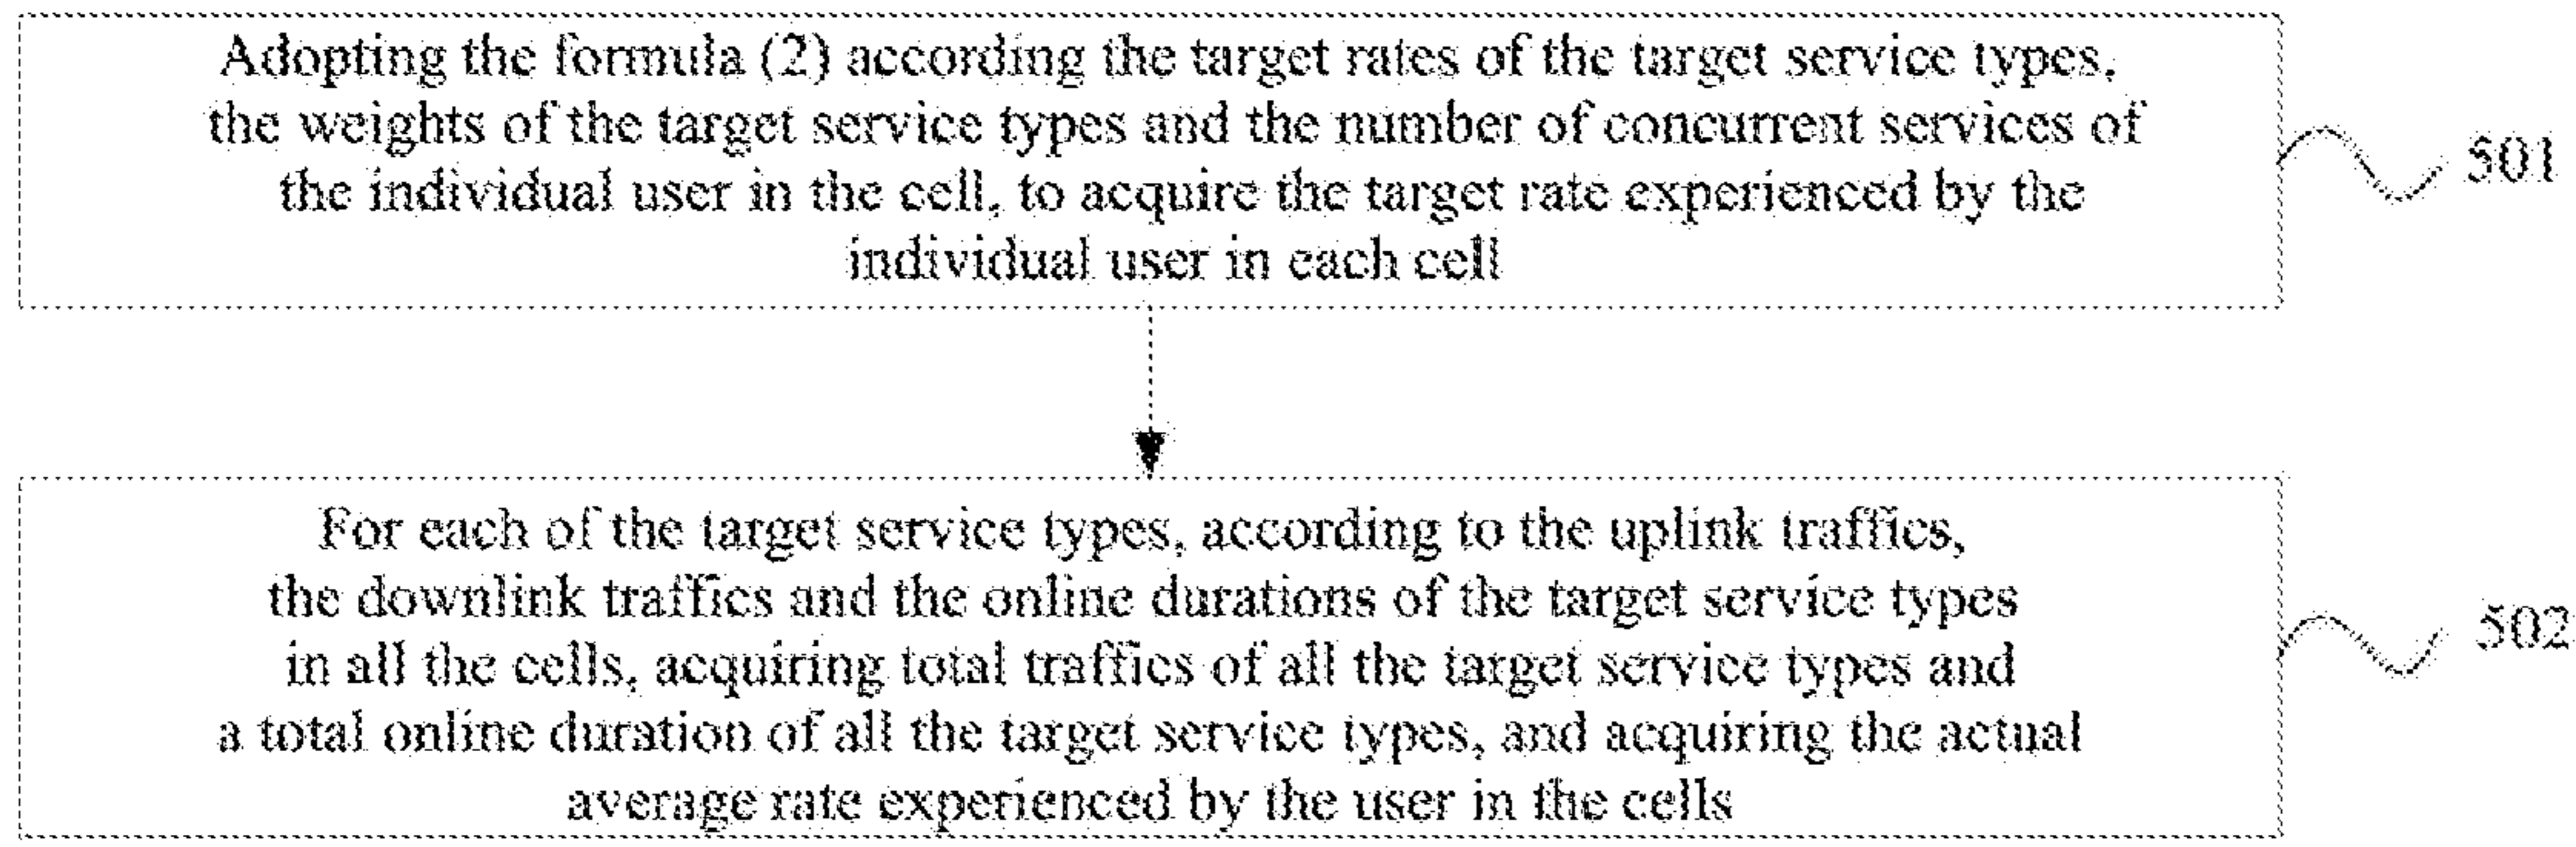 Adopting the formula (2) according the target rates of the target service types,
the weights of the target service types and the number of concurrent services of
the individual user in the cell, to acquire the target rate experienced by the
individual user in each cell
501
For each of the target service types, according to the uplink traffics,
the downlink traffics and the online durations of the target service types
in all the cells, acquiring total traffics of all the target service types and
a total online duration of all the target service types, and acquiring the actual
average rate experienced by the user in the cells
502